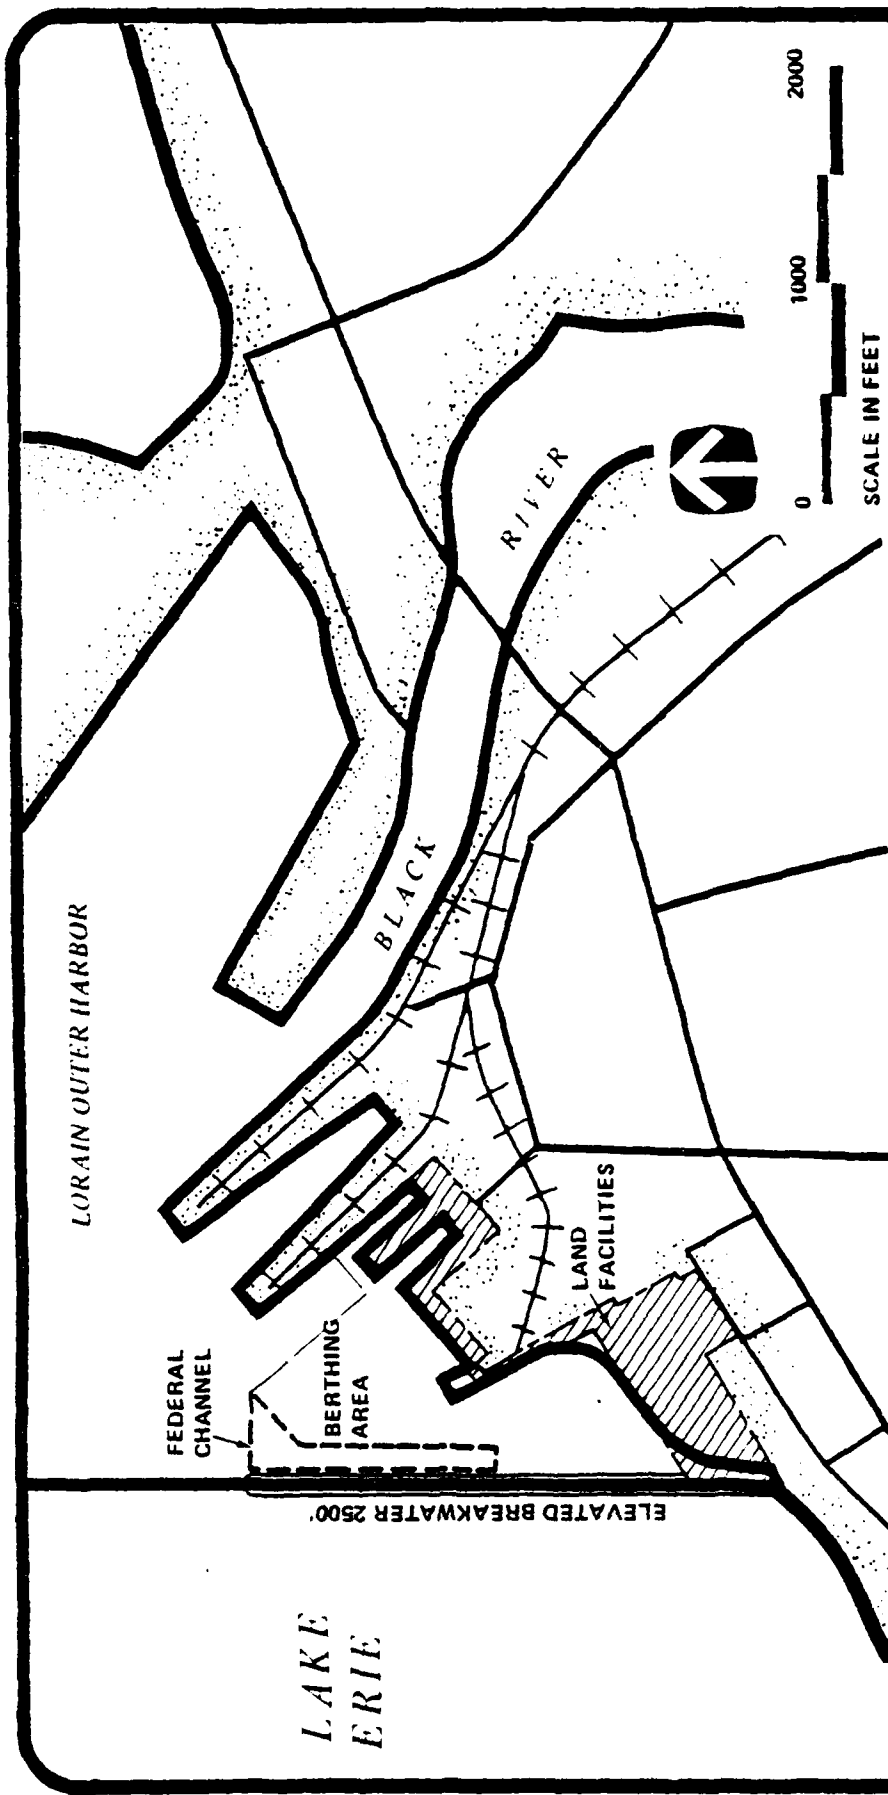 LORAIN OUTER HARBOR
FEDERAL
CHANNEL
BERTHING
AREA
ELEVATED BREAKWATER 2500'
LAKE
ERIE
BLACK
RIVER
LAND
FACILITIES
0 1000 2000
SCALE IN FEET